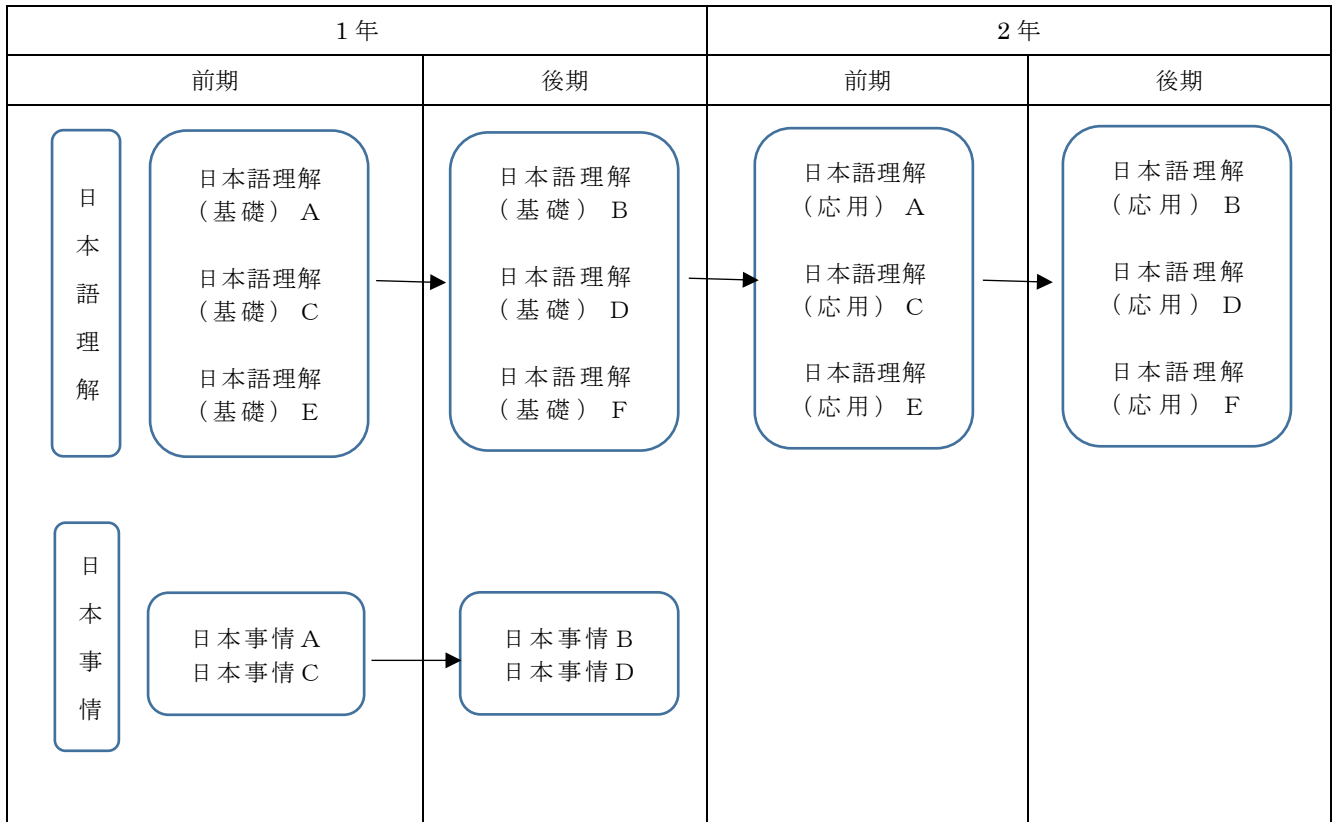 1年
2年
前期
後期
前期
後期
日本語理解
日本語理解
(基礎) A
日本語理解
(基礎) C
日本語理解
(基礎) E
日本語理解
(基礎) B
日本語理解
(基礎) D
日本語理解
(基礎) F
日本語理解
(応用) A
日本語理解
(応用) C
日本語理解
(応用) E
日本語理解
(応用) B
日本語理解
(応用) D
日本語理解
(応用) F
日本事情
日本事情A
日本事情C
日本事情B
日本事情D